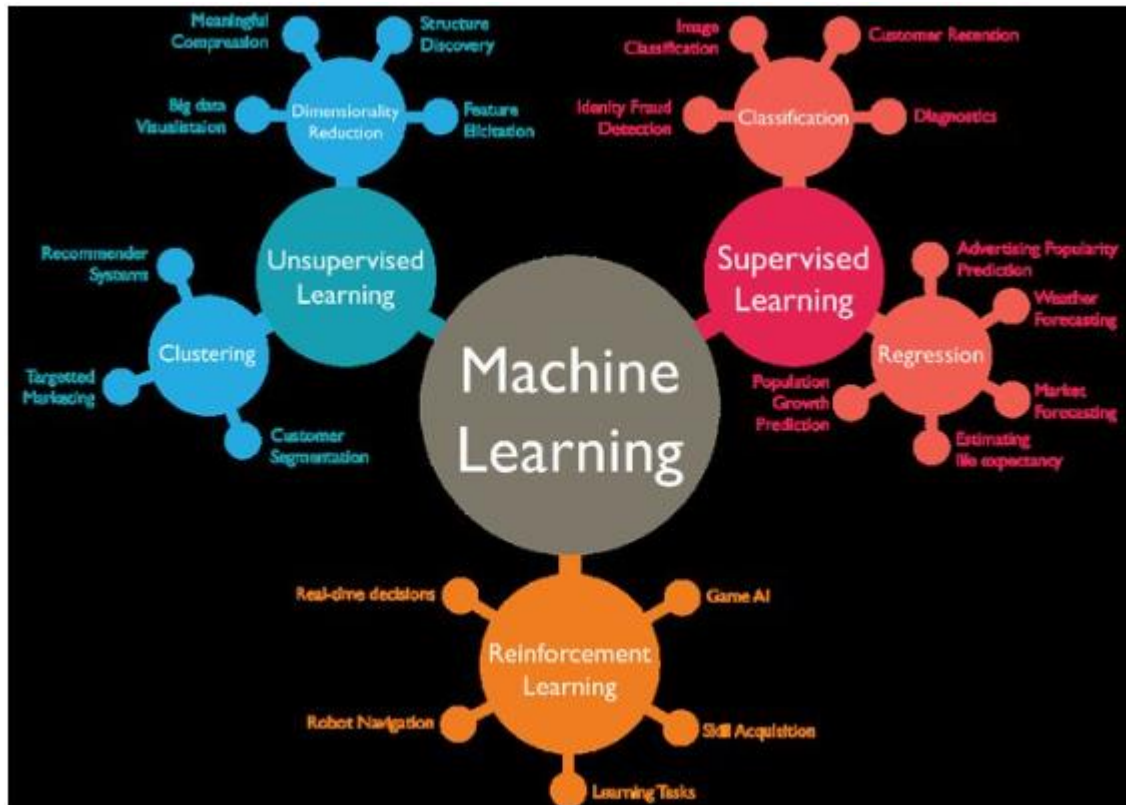 Meaningful
Compression
Structure
Discovery
Big data
Visualistaion
Dimensionality
Reduction
Feature
Elicitation
Image
Classification
Customer Retention
Idenity Fraud
Detection
Classification
Diagnostics
Recommender
Systems
Unsupervised
Learning
Supervised
Learning
Advertising Popularity
Prediction
Weather
Forecasting
Clustering
Machine
Learning
Regression
Targetted
Marketing
Population
Growth
Prediction
Market
Forecasting
Customer
Segmentation
Estimating
life expectancy
Real-time decisions
Game AI
Reinforcement
Learning
Robot Navigation
Skill Acquisition
Learning Tasks